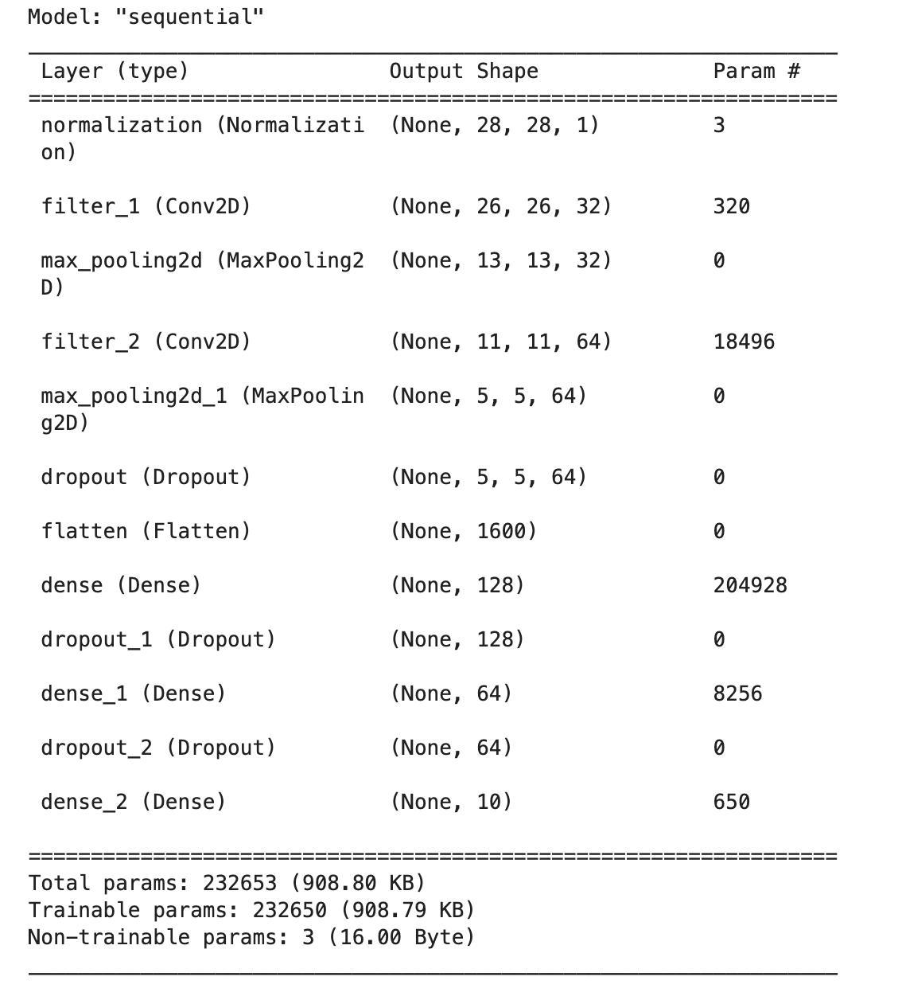 Model: "sequential"
_________________________________________________________________
Layer (type) Output Shape Param #
=================================================================
normalization (Normalizati (None, 28, 28, 1) 3
on)
filter_1 (Conv2D) (None, 26, 26, 32) 320
max_pooling2d (MaxPooling2 (None, 13, 13, 32) 0
D)
filter_2 (Conv2D) (None, 11, 11, 64) 18496
max_pooling2d_1 (MaxPoolin (None, 5, 5, 64) 0
g2D)
dropout (Dropout) (None, 5, 5, 64) 0
flatten (Flatten) (None, 1600) 0
dense (Dense) (None, 128) 204928
dropout_1 (Dropout) (None, 128) 0
dense_1 (Dense) (None, 64) 8256
dropout_2 (Dropout) (None, 64) 0
dense_2 (Dense) (None, 10) 650
=================================================================
Total params: 232653 (908.80 KB)
Trainable params: 232650 (908.79 KB)
Non-trainable params: 3 (16.00 Byte)
_________________________________________________________________